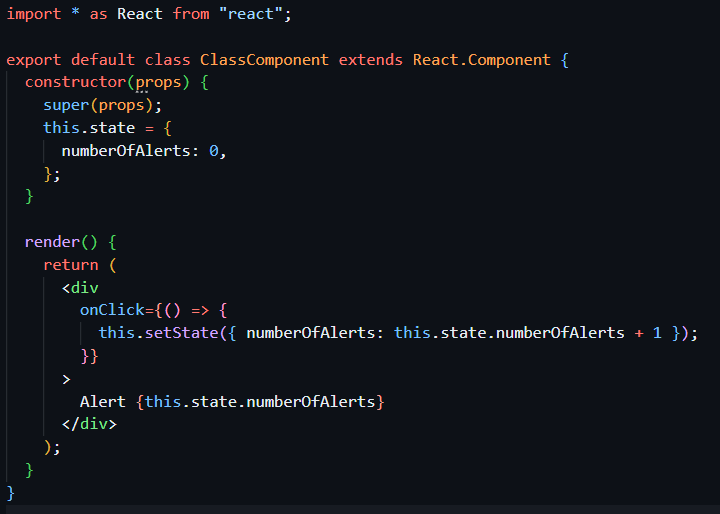 import * as React from "react";

export default class ClassComponent extends React.Component {
  constructor(props) {
    super(props);
    this.state = {
      numberOfAlerts: 0,
    };
  }

  render() {
    return (
      <div
        onClick={() => {
          this.setState({ numberOfAlerts: this.state.numberOfAlerts + 1 });
        }}
      >
        Alert {this.state.numberOfAlerts}
      </div>
    );
  }
}